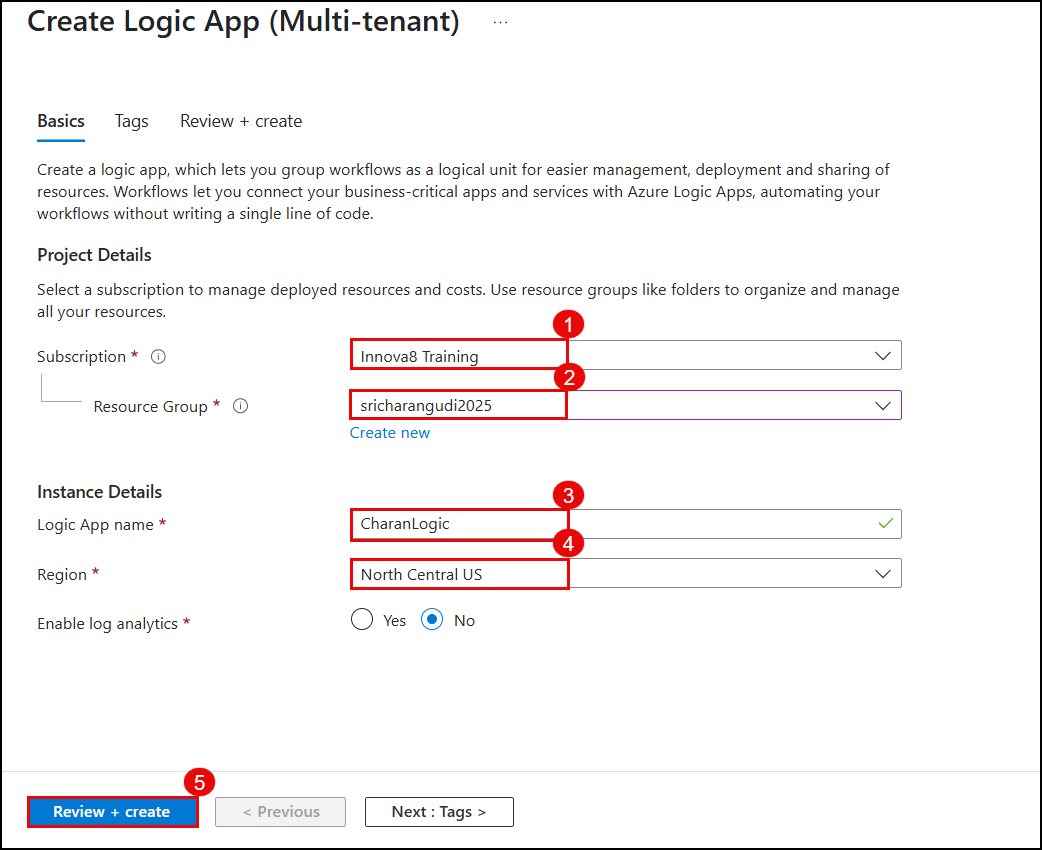 Create Logic App (Multi-tenant) ...
Basics Tags Review + create
Create a logic app, which lets you group workflows as a logical unit for easier management, deployment and sharing of
resources. Workflows let you connect your business-critical apps and services with Azure Logic Apps, automating your
workflows without writing a single line of code.
Project Details
Select a subscription to manage deployed resources and costs. Use resource groups like folders to organize and manage
all your resources.
1
Subscription * i Innova8 Training
2
Resource Group * i sricharangudi2025
Create new
Instance Details
3
Logic App name * CharanLogic
4
Region * North Central US
Enable log analytics * Yes No
5
Review + create < Previous Next : Tags >